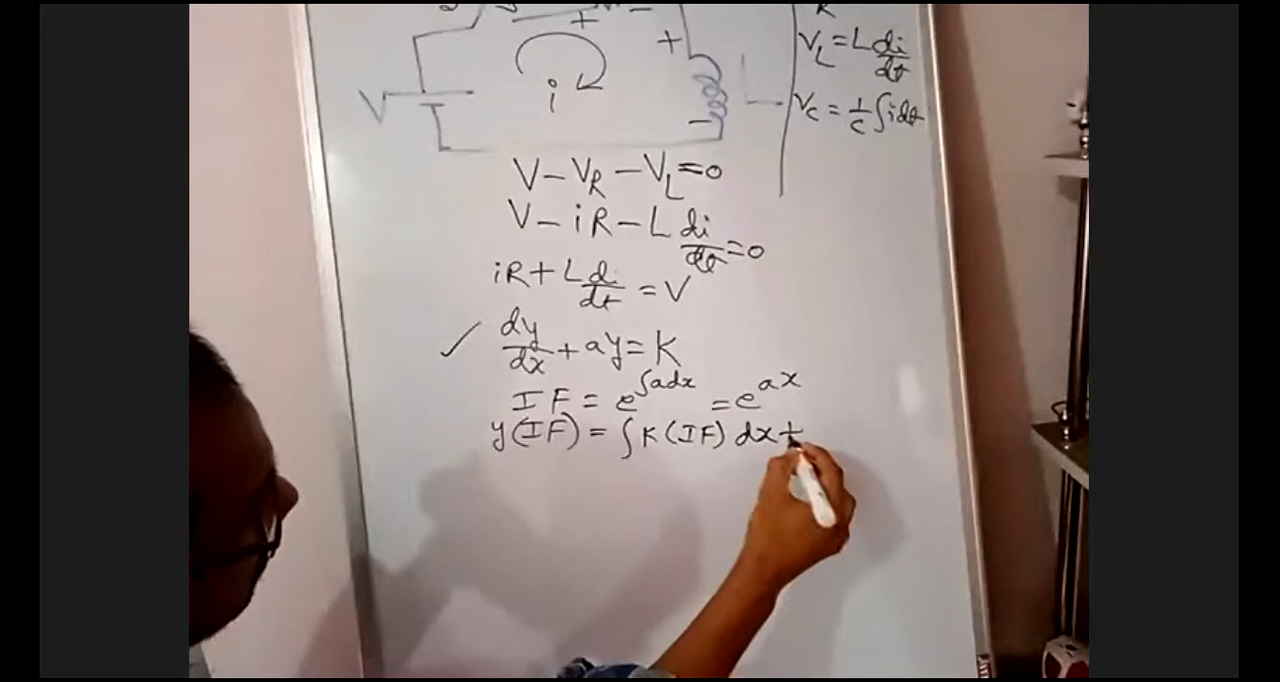 + −
+
i
V
−
L
R
V_L = L di/dt
V_C = 1/C ∫ i dt
V − V_R − V_L = 0
V − iR − L di/dt = 0
iR + L di/dt = V
✓ dy/dx + ay = K
IF = e^∫adx = e^ax
y(IF) = ∫ K(IF) dx +